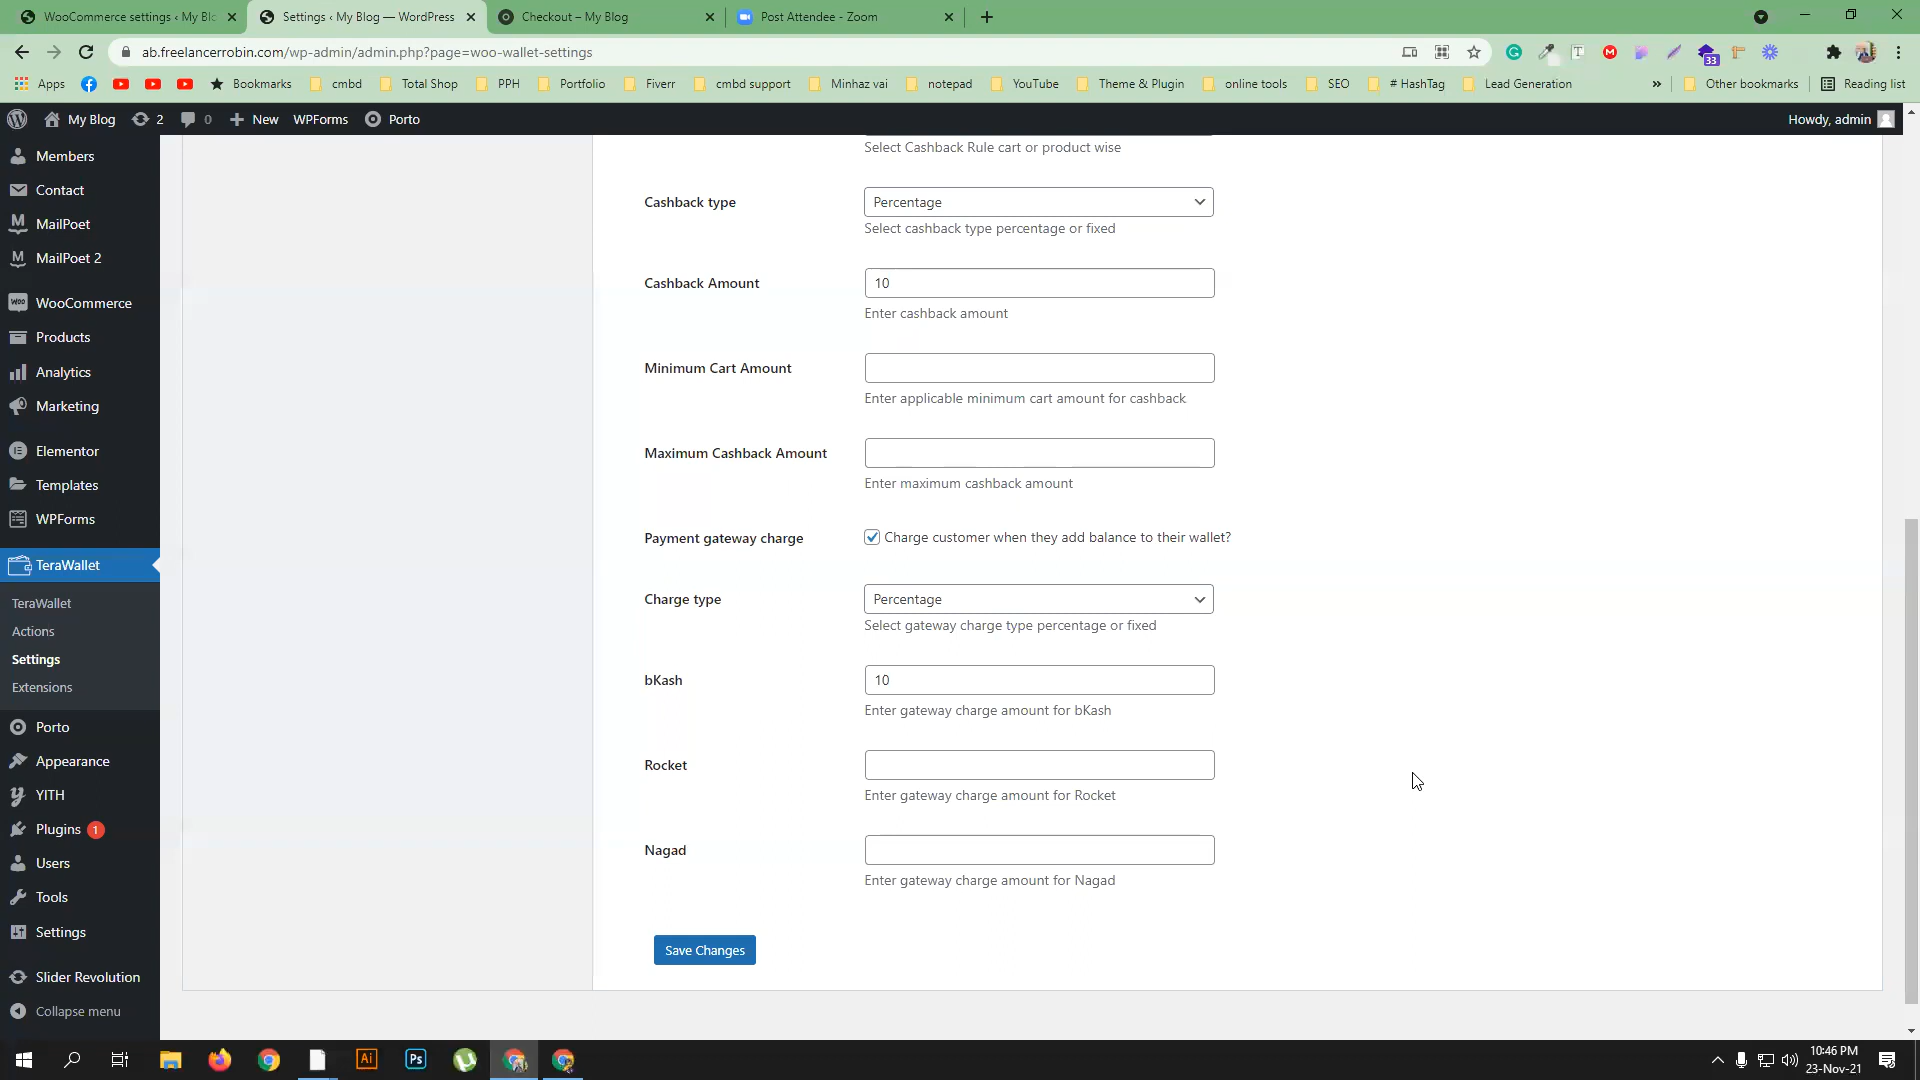 WooCommerce settings ‹ My Bl
Settings ‹ My Blog — WordPress
Checkout – My Blog
Post Attendee - Zoom
ab.freelancerrobin.com/wp-admin/admin.php?page=woo-wallet-settings
33
Apps
Bookmarks
cmbd
Total Shop
PPH
Portfolio
Fiverr
cmbd support
Minhaz vai
notepad
YouTube
Theme & Plugin
online tools
SEO
# HashTag
Lead Generation
»
Other bookmarks
Reading list
My Blog
2
0
New
WPForms
Porto
Howdy, admin
Members
Contact
MailPoet
MailPoet 2
WooCommerce
Products
Analytics
Marketing
Elementor
Templates
WPForms
TeraWallet
TeraWallet
Actions
Settings
Extensions
Porto
Appearance
YITH
Plugins 1
Users
Tools
Settings
Slider Revolution
Collapse menu
Select Cashback Rule cart or product wise
Cashback type
Percentage
Select cashback type percentage or fixed
Cashback Amount
10
Enter cashback amount
Minimum Cart Amount
Enter applicable minimum cart amount for cashback
Maximum Cashback Amount
Enter maximum cashback amount
Payment gateway charge
Charge customer when they add balance to their wallet?
Charge type
Percentage
Select gateway charge type percentage or fixed
bKash
10
Enter gateway charge amount for bKash
Rocket
Enter gateway charge amount for Rocket
Nagad
Enter gateway charge amount for Nagad
Save Changes
Ai
Ps
10:46 PM
23-Nov-21